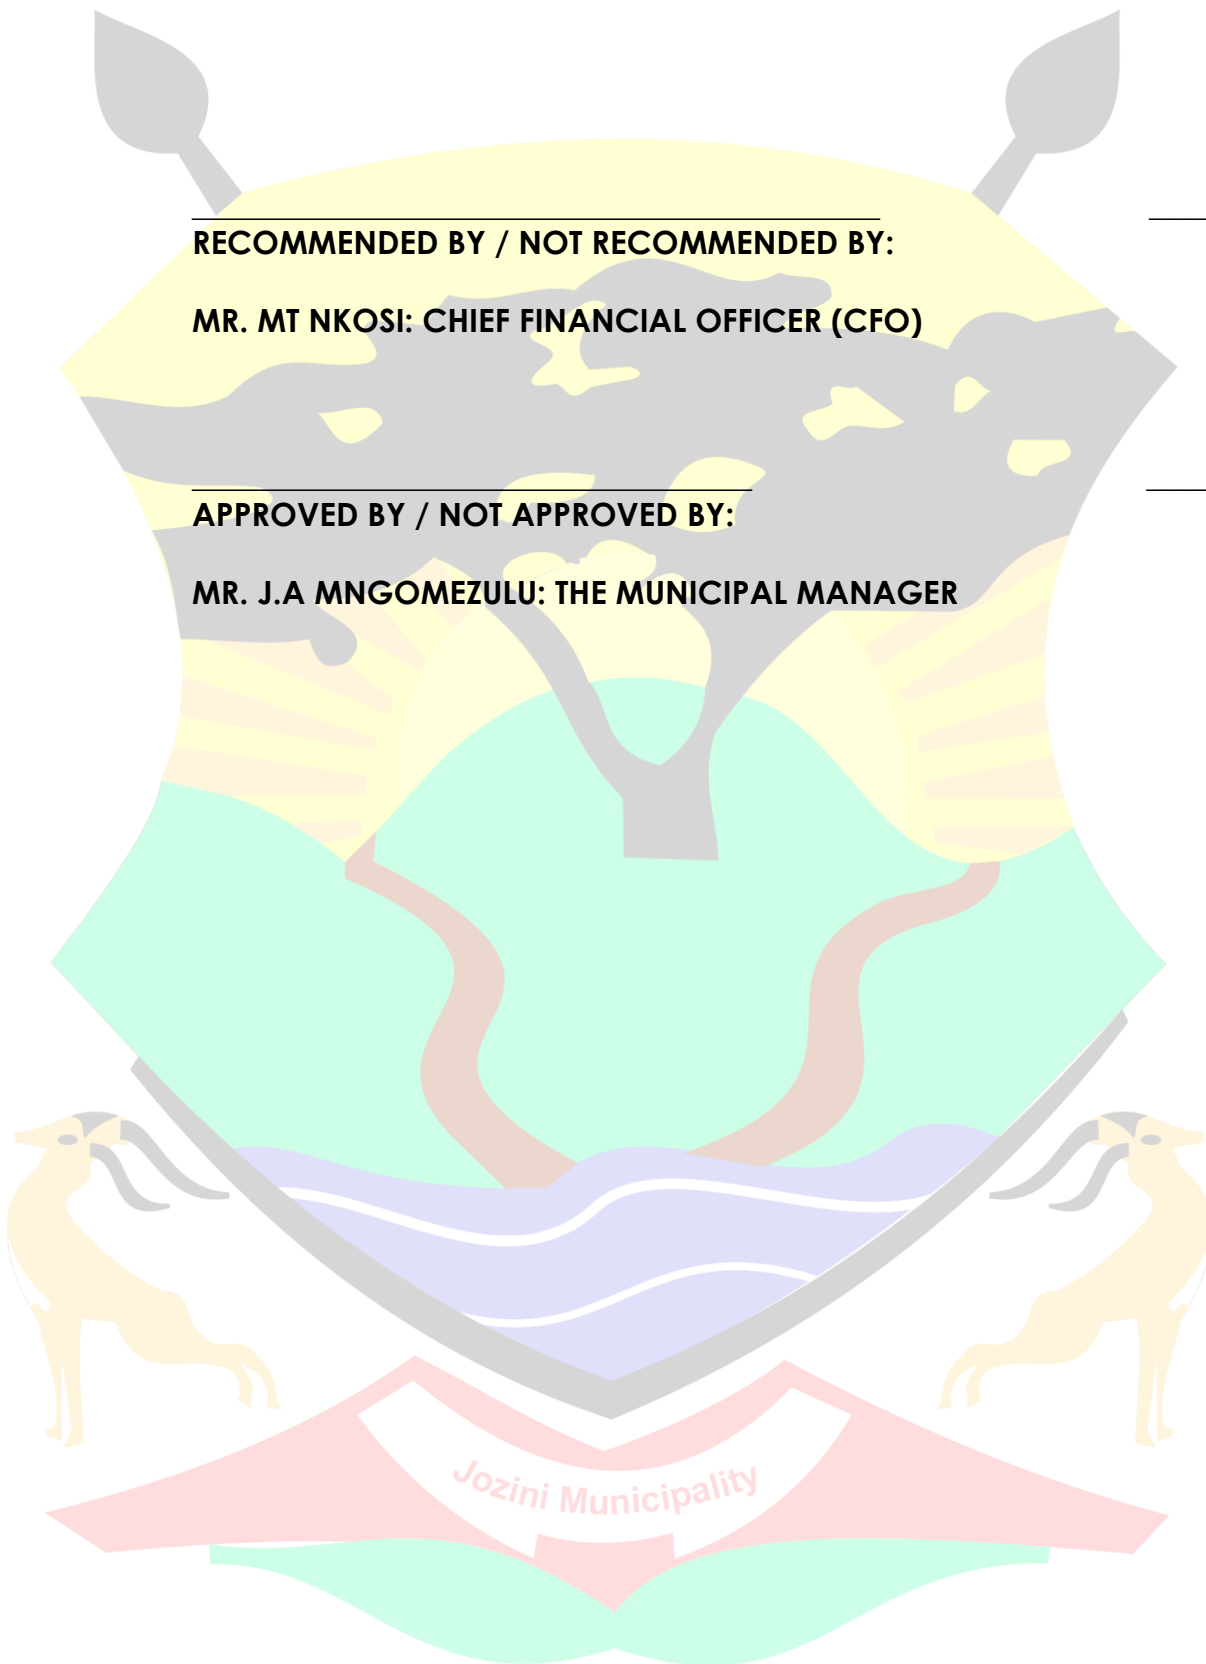 RECOMMENDED BY / NOT RECOMMENDED BY:
MR. MT NKOSI: CHIEF FINANCIAL OFFICER (CFO)
APPROVED BY / NOT APPROVED BY:
MR. J.A MNGOMEZULU: THE MUNICIPAL MANAGER
Jozini Municipality